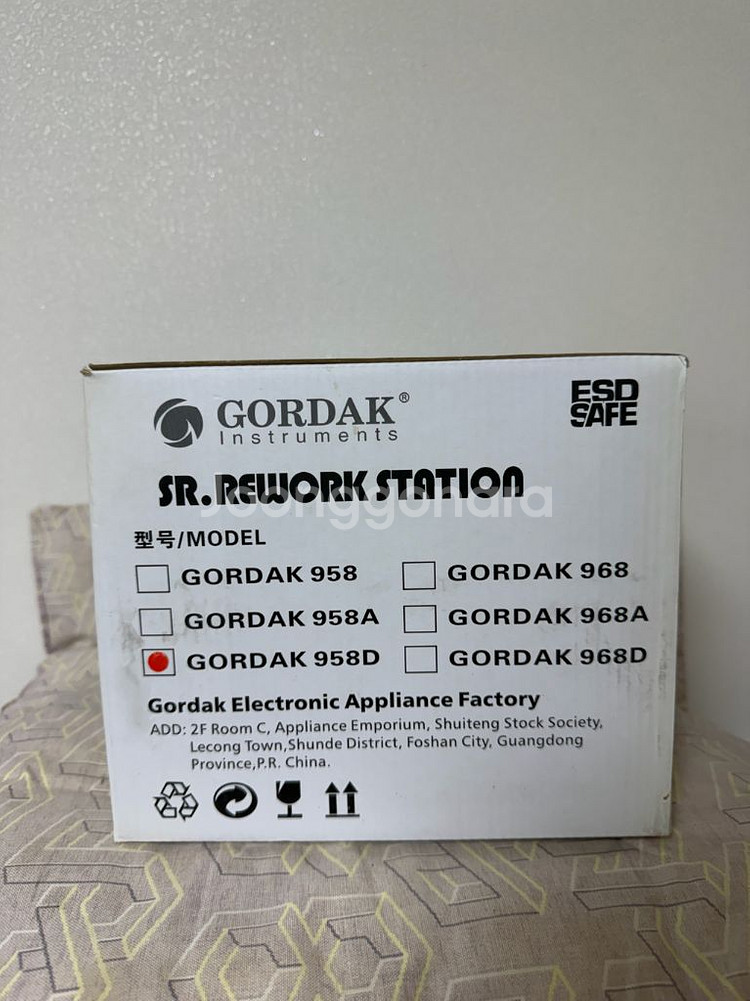 GORDAK®
Instruments
ESD
SAFE
SR.REWORK STATION
Joonggonara
型号/MODEL
GORDAK 958
GORDAK 968
GORDAK 958A
GORDAK 968A
GORDAK 958D
GORDAK 968D
Gordak Electronic Appliance Factory
ADD: 2F Room C, Appliance Emporium, Shuiteng Stock Society,
Lecong Town,Shunde District, Foshan City, Guangdong
Province,P.R. China.